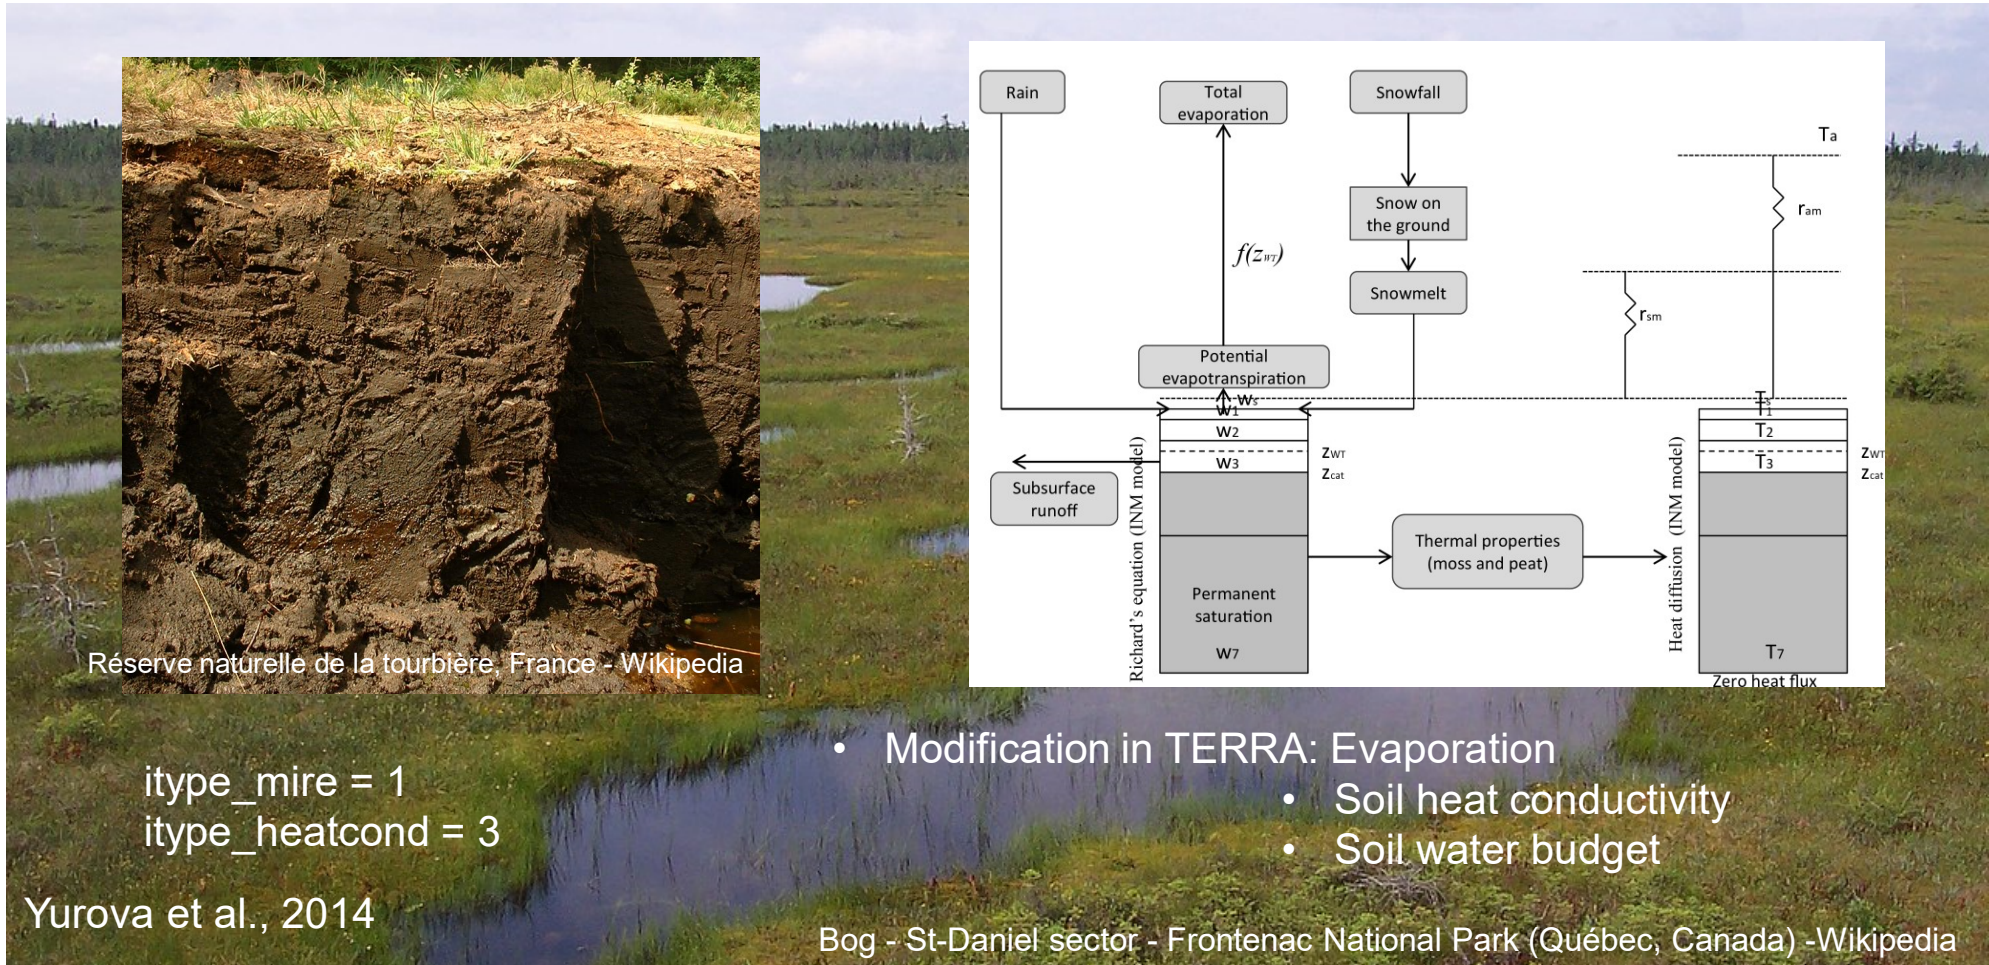 Rain
Total
evaporation
Snowfall
Ta
Snow on
the ground
ram
f(zWT)
Snowmelt
rsm
Potential
evapotranspiration
ws
w1
w2
w3
Ts
T1
T2
T3
zWT
zcat
zWT
zcat
Subsurface
runoff
Richard's equation (INM model)
Thermal properties
(moss and peat)
Heat diffusion (INM model)
Permanent
saturation
w7
T7
Zero heat flux
Réserve naturelle de la tourbière, France - Wikipedia
• Modification in TERRA: Evaporation
• Soil heat conductivity
• Soil water budget
itype_mire = 1
itype_heatcond = 3
Yurova et al., 2014
Bog - St-Daniel sector - Frontenac National Park (Québec, Canada) -Wikipedia